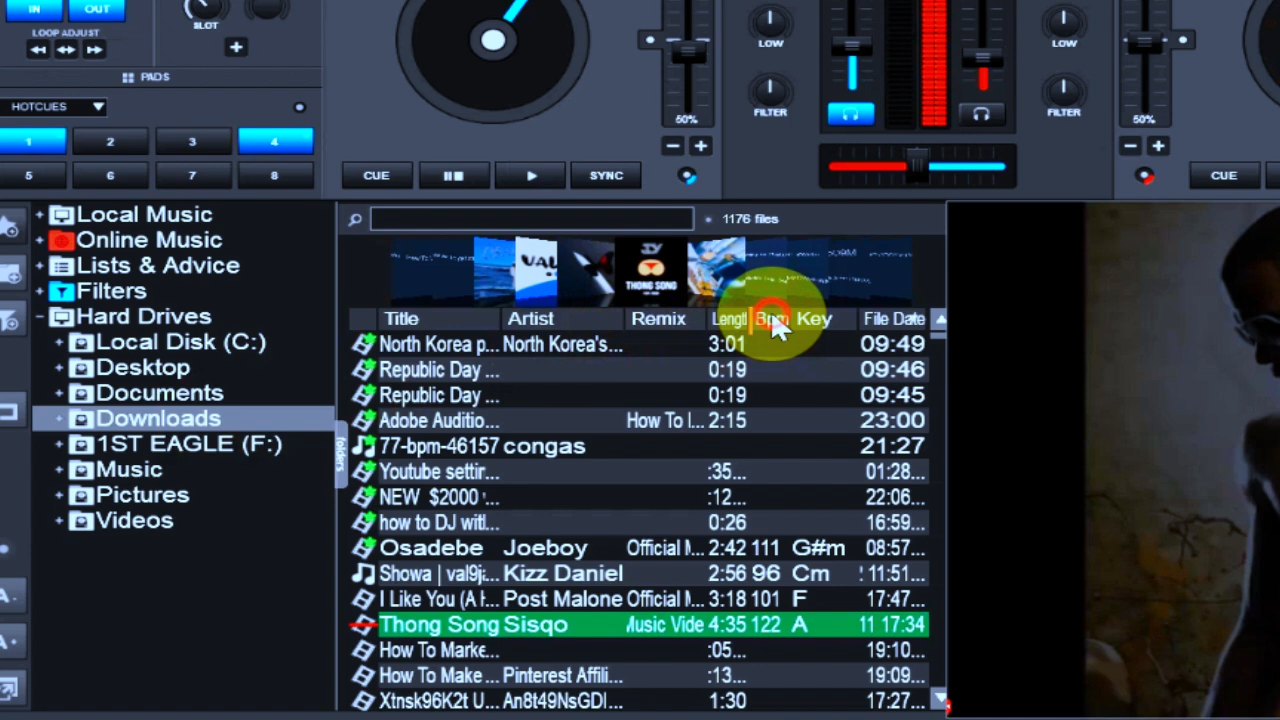 IN OUT
SLOT
LOOP ADJUST
PADS
HOTCUES
1 2 3 4
5 6 7 8
50%
CUE SYNC
LOW
FILTER
LOW
FILTER
50%
CUE
Local Music
Online Music
Lists & Advice
Filters
Hard Drives
Local Disk (C:)
Desktop
Documents
Downloads
1ST EAGLE (F:)
Music
Pictures
Videos
folders
1176 files
VAL
JY
THONG SONG
Title Artist Remix Lengt Bpm Key File Date
North Korea p... North Korea's... 3:01 09:49
Republic Day ... 0:19 09:46
Republic Day ... 0:19 09:45
Adobe Auditio... How To I... 2:15 23:00
77-bpm-46157 congas 21:27
Youtube settir... :35... 01:28...
NEW $2000 ... :12... 22:06...
how to DJ witl... 0:26 16:59...
Osadebe Joeboy Official M... 2:42 111 G#m 08:57...
Showa | val9ja... Kizz Daniel 2:56 96 Cm 11:51...
I Like You (A H... Post Malone Official M... 3:18 101 F 17:47...
Thong Song Sisqo Music Vide 4:35 122 A 11 17:34
How To Marke... :05... 19:10...
How To Make ... Pinterest Affili... :13... 19:09...
Xtnsk96K2t U... An8t49NsGDI... 1:30 17:27...